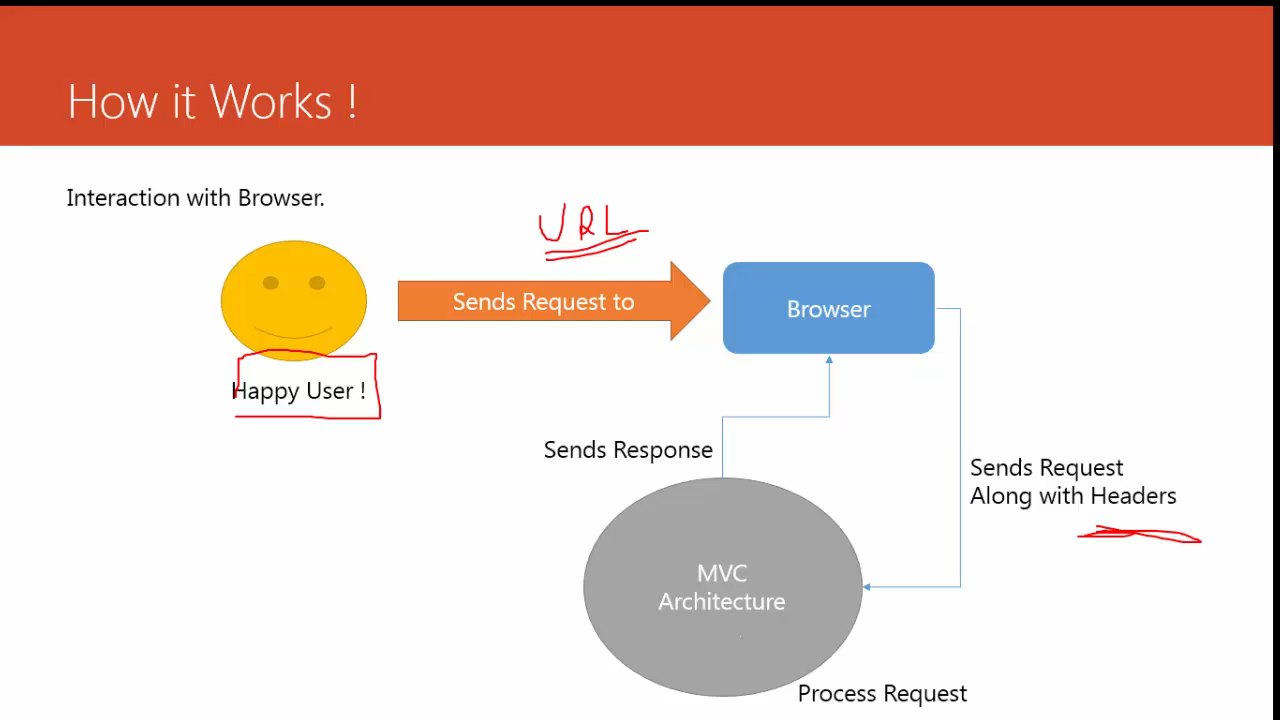 How it Works !
Interaction with Browser.
URL
Sends Request to
Browser
Happy User !
Sends Response
Sends Request
Along with Headers
MVC
Architecture
Process Request